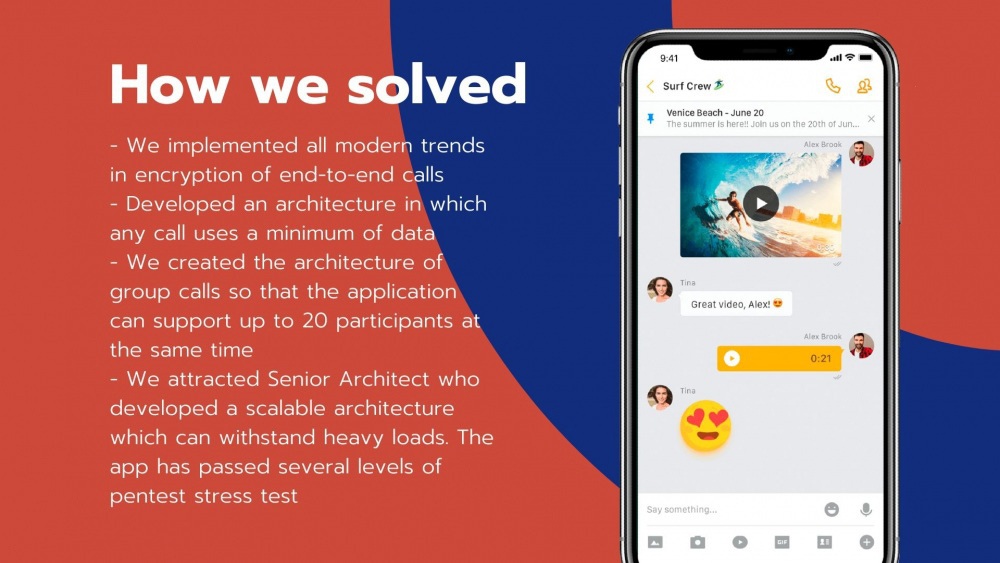 How we solved
- We implemented all modern trends
in encryption of end-to-end calls
- Developed an architecture in which
any call uses a minimum of data
- We created the architecture of
group calls so that the application
can support up to 20 participants at
the same time
- We attracted Senior Architect who
developed a scalable architecture
which can withstand heavy loads. The
app has passed several levels of
pentest stress test
9:41
Surf Crew🏄
Venice Beach - June 20
The summer is here!! Join us on the 20th of Jun...
Alex Brook
Tina
Great video, Alex! 😍
Alex Brook
0:21
Tina
Say something...
GIF